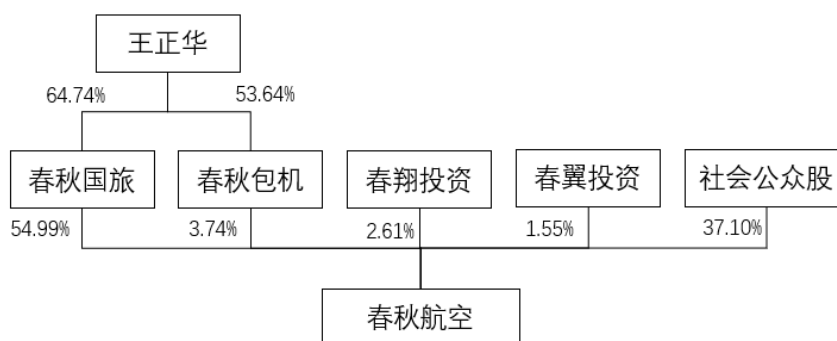 王正华
64.74%
53.64%
春秋国旅
春秋包机
春翔投资
春翼投资
社会公众股
54.99%
3.74%
2.61%
1.55%
37.10%
春秋航空